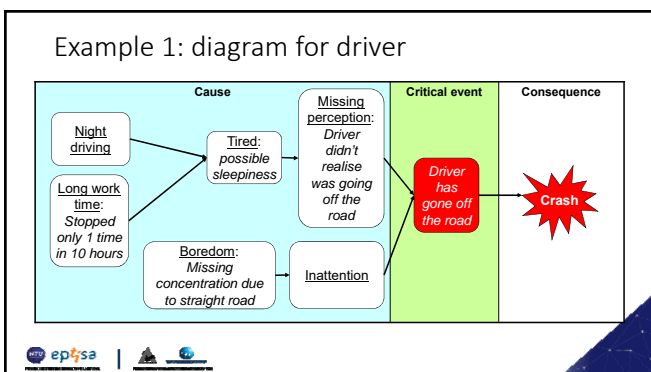 Example 1: diagram for driver
Cause
Critical event
Consequence
Night
driving
Long work
time:
Stopped
only 1 time
in 10 hours
Tired:
possible
sleepiness
Missing
perception:
Driver
didn't
realise
was going
off the
road
Boredom:
Missing
concentration due
to straight road
Inattention
Driver
has
gone off
the road
Crash
NTU eptisa